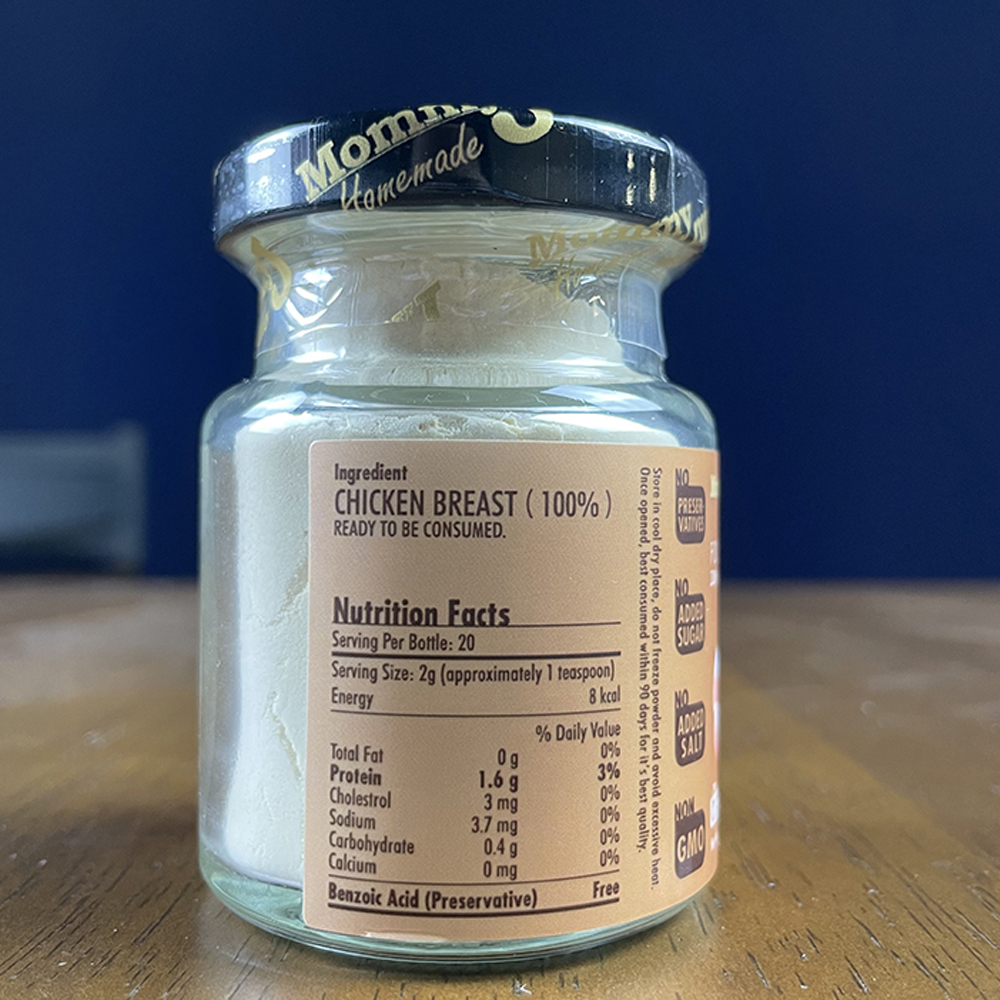 Mommy
Homemade
Mommy
Ingredient
CHICKEN BREAST ( 100% )
READY TO BE CONSUMED.
Nutrition Facts
Serving Per Bottle: 20
Serving Size: 2g (approximately 1 teaspoon)
Energy 8 kcal
% Daily Value
Total Fat 0 g 0%
Protein 1.6 g 3%
Cholestrol 3 mg 0%
Sodium 3.7 mg 0%
Carbohydrate 0.4 g 0%
Calcium 0 mg 0%
Benzoic Acid (Preservative) Free
Store in cool dry place, do not freeze powder and avoid excessive heat.
Once opened, best consumed within 90 days for it's best quality.
NO
PRESER-
VATIVES
NO
ADDED
SUGAR
NO
ADDED
SALT
NON
GMO